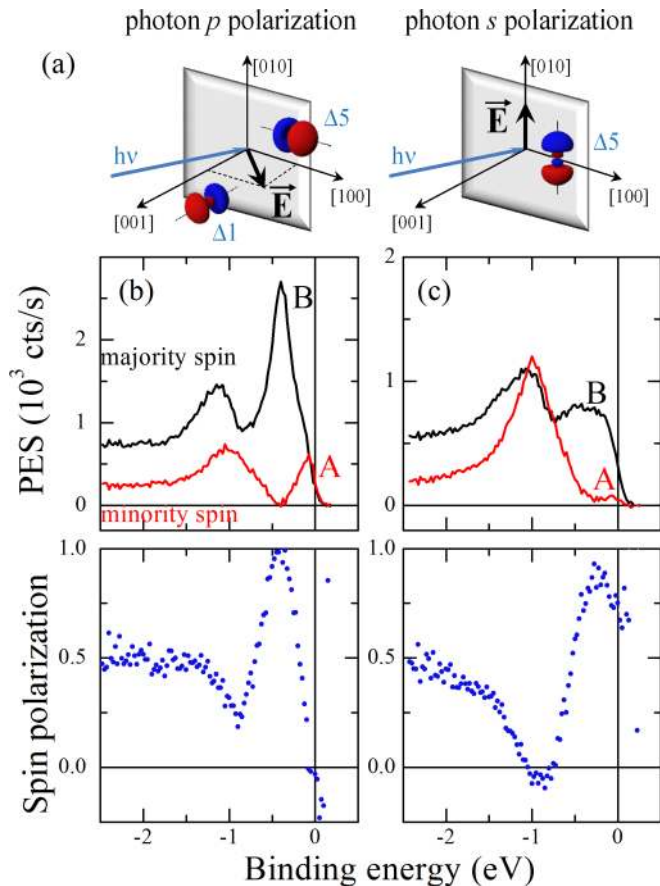 photon p polarization photon s polarization
(a)
[010] [010]
Δ5 E Δ5
hν hν
[001] Δ1 E [100] [001] [100]
(b) B (c)
2 2
majority spin
1 1 B
A A
0 minority spin 0
PES (10³ cts/s)
1.0 1.0
0.5 0.5
0.0 0.0
Spin polarization
-2 -1 0 -2 -1 0
Binding energy (eV)